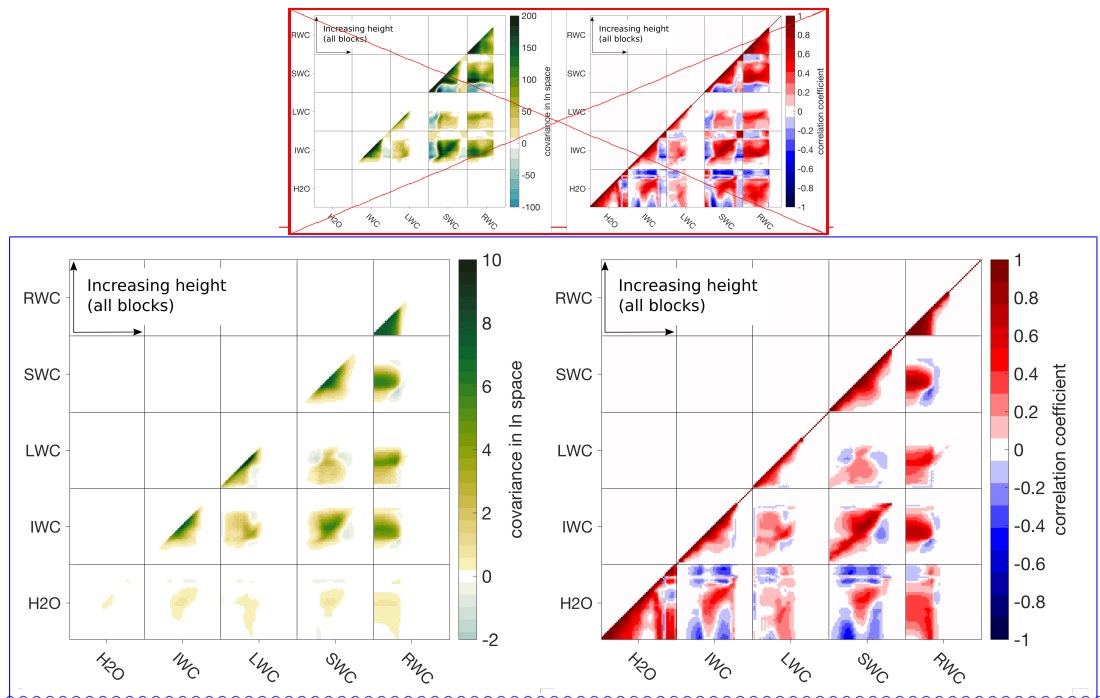 Increasing height
(all blocks)
RWC
SWC
LWC
IWC
H2O
H2O
IWC
LWC
SWC
RWC
200
150
100
50
0
-50
-100
covariance in ln space
Increasing height
(all blocks)
RWC
SWC
LWC
IWC
H2O
H2O
IWC
LWC
SWC
RWC
1
0.8
0.6
0.4
0.2
0
-0.2
-0.4
-0.6
-0.8
-1
correlation coefficient
Increasing height
(all blocks)
RWC
SWC
LWC
IWC
H2O
H2O
IWC
LWC
SWC
RWC
10
8
6
4
2
0
-2
covariance in ln space
Increasing height
(all blocks)
RWC
SWC
LWC
IWC
H2O
H2O
IWC
LWC
SWC
RWC
1
0.8
0.6
0.4
0.2
0
-0.2
-0.4
-0.6
-0.8
-1
correlation coefficient